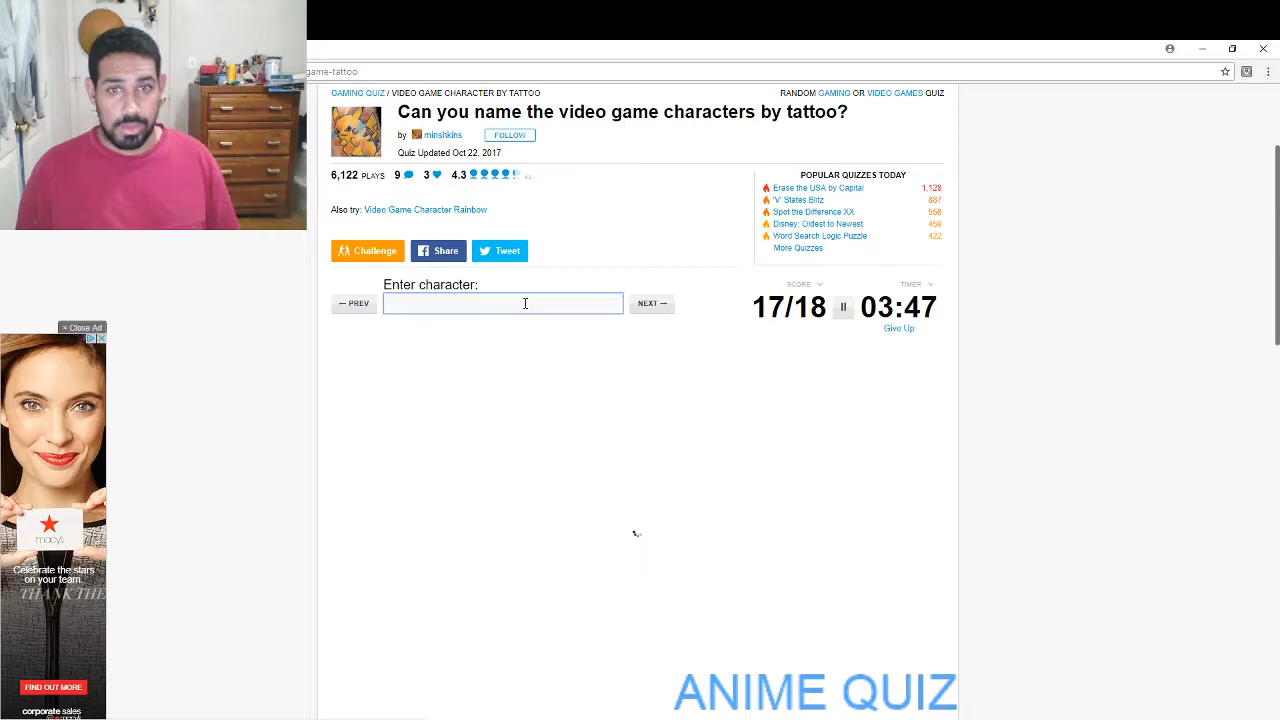 game-tattoo
GAMING QUIZ / VIDEO GAME CHARACTER BY TATTOO
RANDOM GAMING OR VIDEO GAMES QUIZ
Can you name the video game characters by tattoo?
by minshkins FOLLOW
Quiz Updated Oct 22, 2017
6,122 PLAYS 9 3 4.3
POPULAR QUIZZES TODAY
Erase the USA by Capital 1,128
'V' States Blitz 887
Spot the Difference XX 558
Disney: Oldest to Newest 459
Word Search Logic Puzzle 422
More Quizzes
Also try: Video Game Character Rainbow
Challenge Share Tweet
Enter character:
← PREV NEXT →
SCORE TIMER
17/18 03:47
Give Up
× Close Ad
macys
Celebrate the stars
on your team.
THANK THE
FIND OUT MORE
corporate sales
ANIME QUIZ